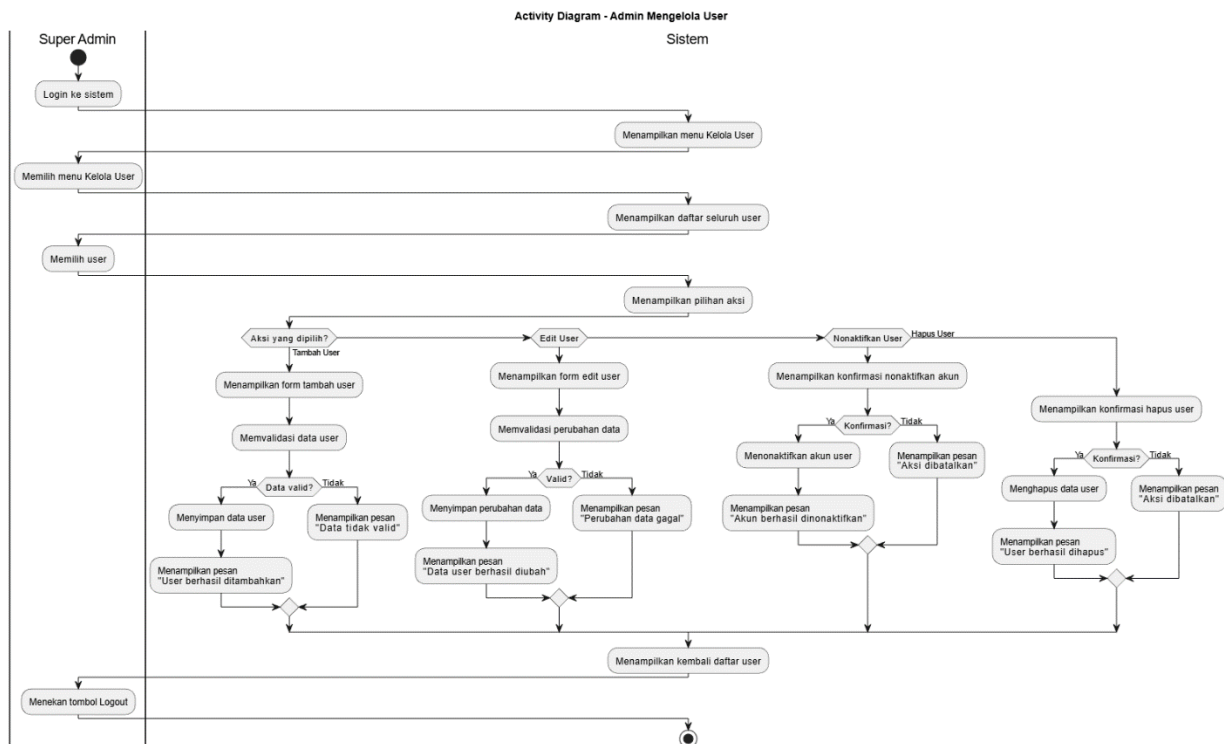 Activity Diagram - Admin Mengelola User
Super Admin
Sistem
Login ke sistem
Menampilkan menu Kelola User
Memilih menu Kelola User
Menampilkan daftar seluruh user
Memilih user
Menampilkan pilihan aksi
Aksi yang dipilih?
Tambah User
Menampilkan form tambah user
Memvalidasi data user
Data valid?
Ya
Tidak
Menyimpan data user
Menampilkan pesan
"User berhasil ditambahkan"
Menampilkan pesan
"Data tidak valid"
Edit User
Menampilkan form edit user
Memvalidasi perubahan data
Valid?
Ya
Tidak
Menyimpan perubahan data
Menampilkan pesan
"Data user berhasil diubah"
Menampilkan pesan
"Perubahan data gagal"
Nonaktifkan User
Menampilkan konfirmasi nonaktifkan akun
Konfirmasi?
Ya
Tidak
Menonaktifkan akun user
Menampilkan pesan
"Akun berhasil dinonaktifkan"
Menampilkan pesan
"Aksi dibatalkan"
Hapus User
Menampilkan konfirmasi hapus user
Konfirmasi?
Ya
Tidak
Menghapus data user
Menampilkan pesan
"User berhasil dihapus"
Menampilkan pesan
"Aksi dibatalkan"
Menampilkan kembali daftar user
Menekan tombol Logout